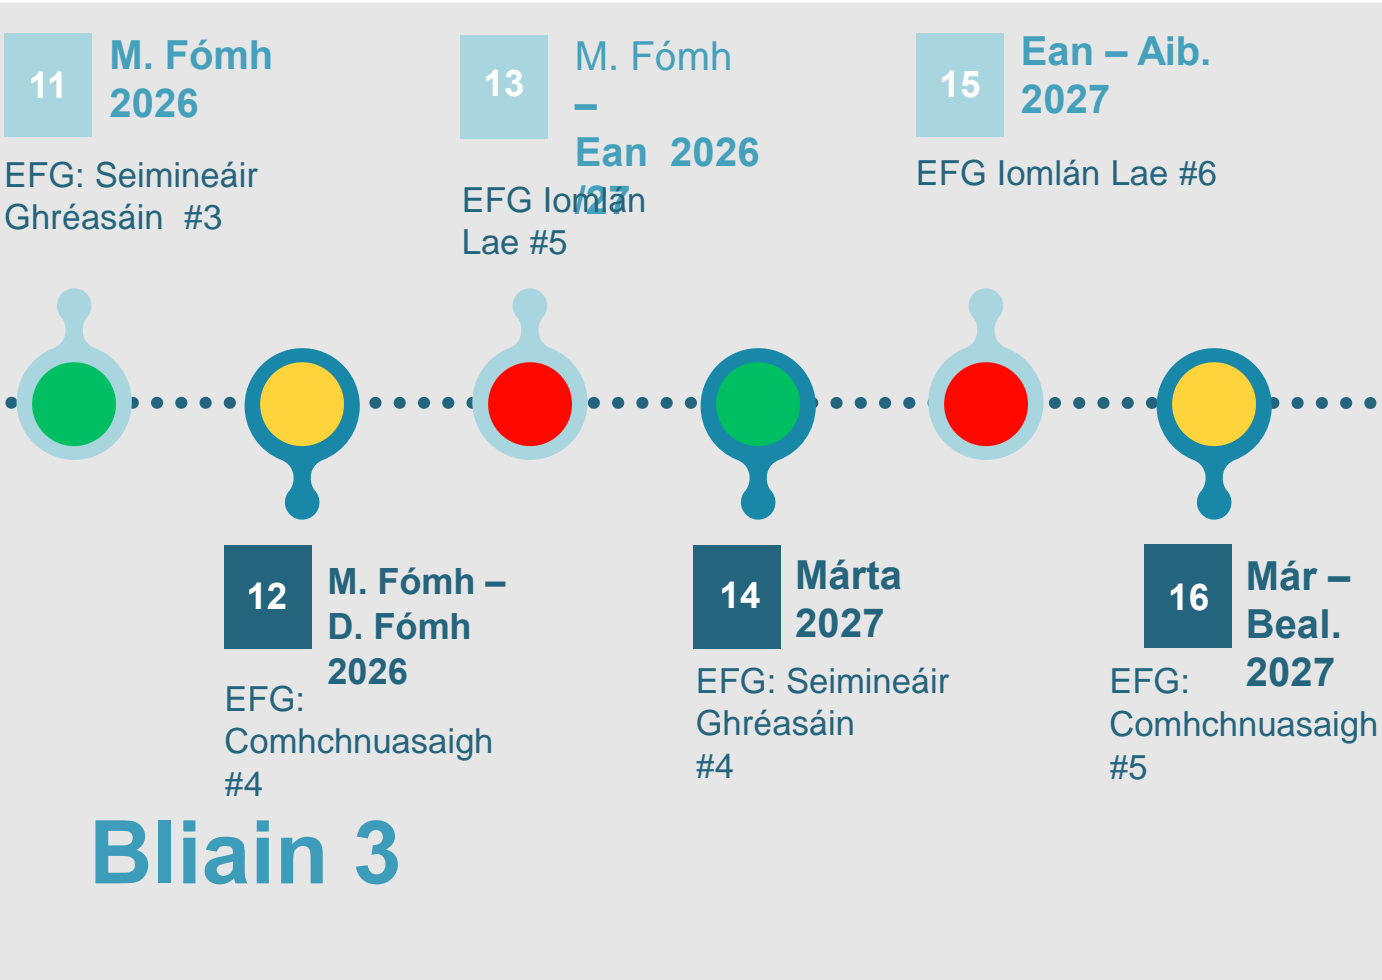 11
M. Fómh
2026
EFG: Seimineáir
Ghréasáin #3
13
M. Fómh
–
Ean 2026
/27
EFG Iomlán
Lae #5
15
Ean – Aib.
2027
EFG Iomlán Lae #6
12
M. Fómh –
D. Fómh
2026
EFG:
Comhchnuasaigh
#4
14
Márta
2027
EFG: Seimineáir
Ghréasáin
#4
16
Már –
Beal.
2027
EFG:
Comhchnuasaigh
#5
Bliain 3